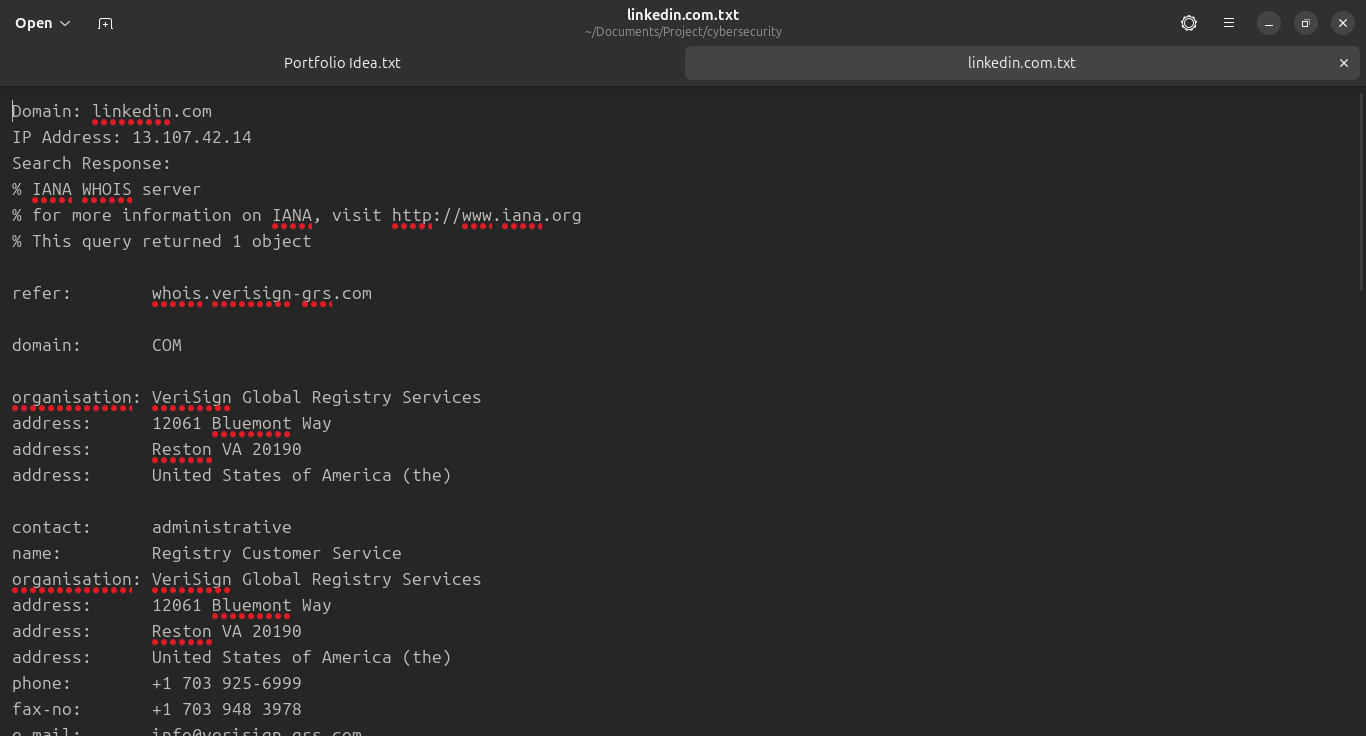 Open
linkedin.com.txt
~/Documents/Project/cybersecurity
Portfolio Idea.txt
linkedin.com.txt
Domain: linkedin.com
IP Address: 13.107.42.14
Search Response:
% IANA WHOIS server
% for more information on IANA, visit http://www.iana.org
% This query returned 1 object
refer: whois.verisign-grs.com
domain: COM
organisation: VeriSign Global Registry Services
address: 12061 Bluemont Way
address: Reston VA 20190
address: United States of America (the)
contact: administrative
name: Registry Customer Service
organisation: VeriSign Global Registry Services
address: 12061 Bluemont Way
address: Reston VA 20190
address: United States of America (the)
phone: +1 703 925-6999
fax-no: +1 703 948 3978
e-mail: info@verisign-grs.com